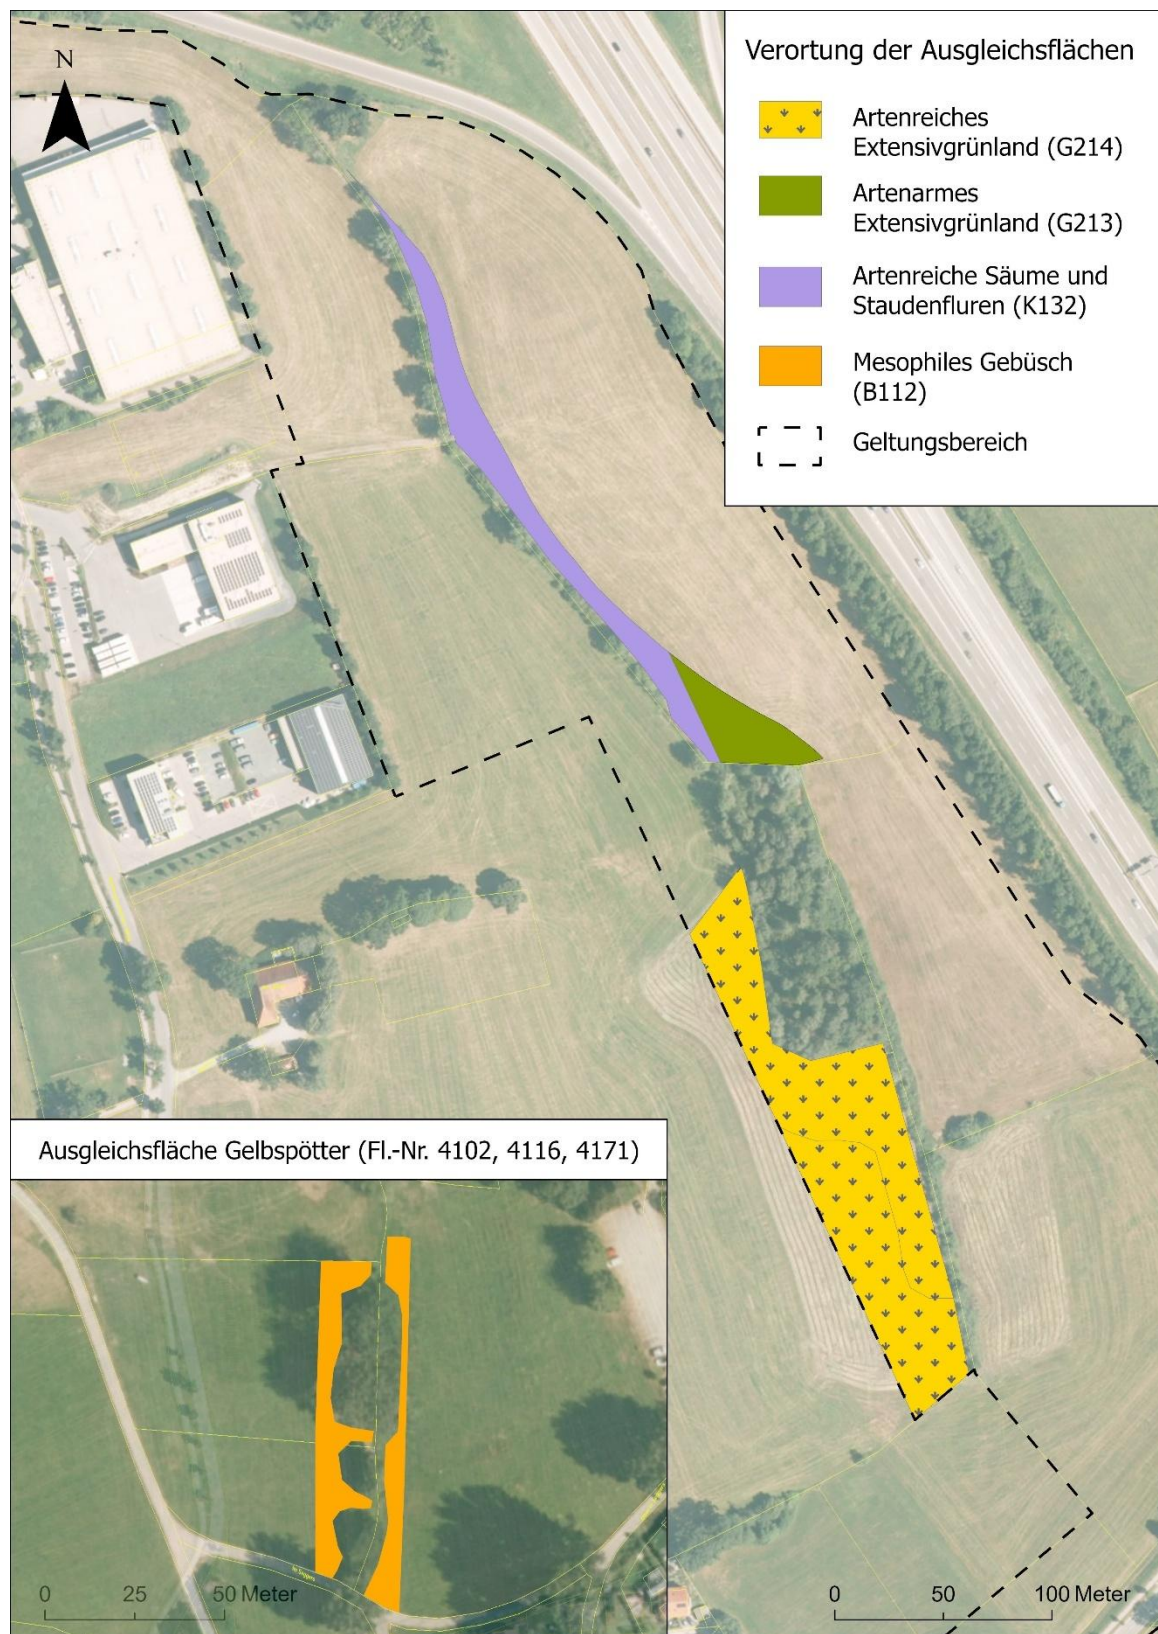 N
Verortung der Ausgleichsflächen
Artenreiches
Extensivgrünland (G214)
Artenarmes
Extensivgrünland (G213)
Artenreiche Säume und
Staudenfluren (K132)
Mesophiles Gebüsch
(B112)
Geltungsbereich
Ausgleichsfläche Gelbspötter (Fl.-Nr. 4102, 4116, 4171)
0 25 50 Meter
0 50 100 Meter